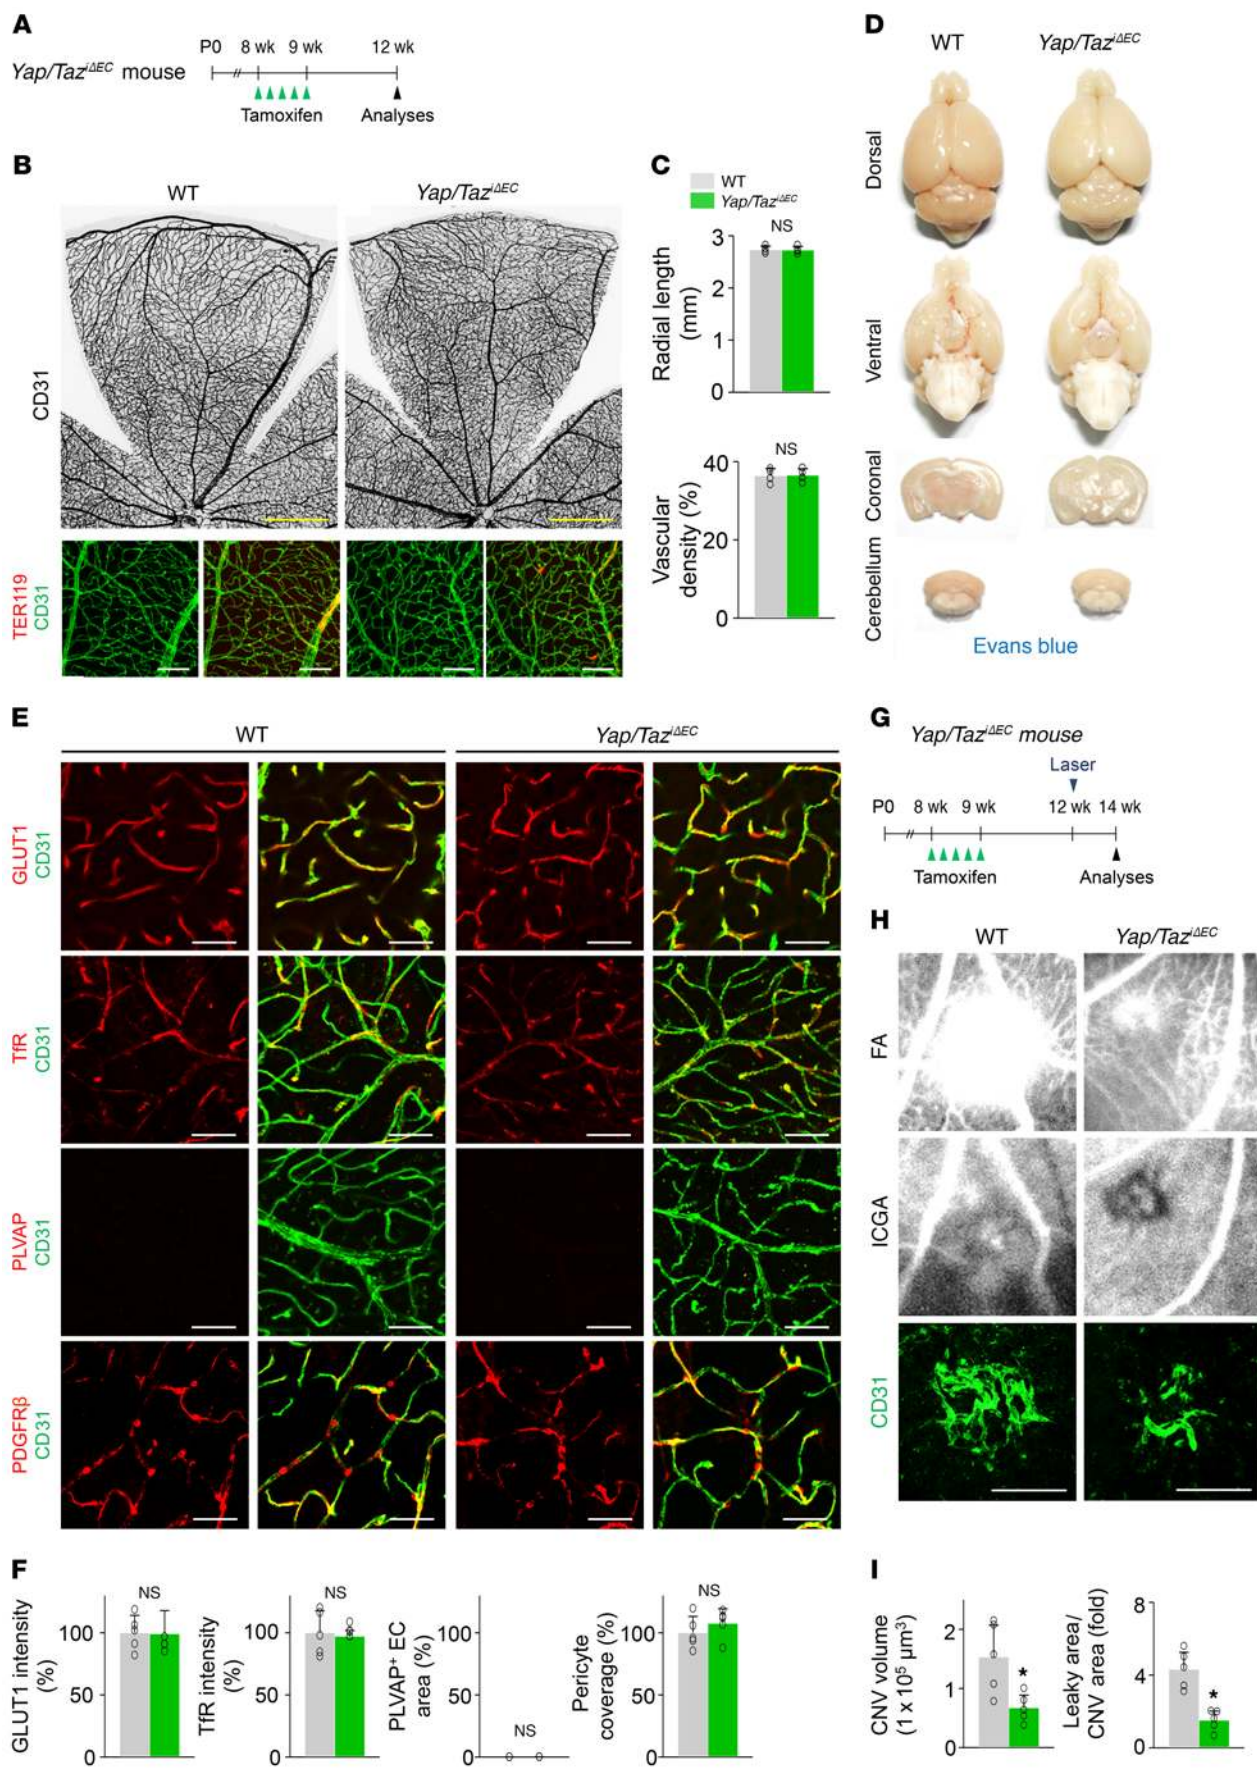 A
P0 8 wk 9 wk 12 wk
Yap/Taz^iΔEC mouse
Tamoxifen Analyses
B
WT Yap/Taz^iΔEC
CD31
TER119
CD31
C
WT
Yap/Taz^iΔEC
NS
Radial length
(mm)
3
2
1
0
NS
Vascular
density (%)
40
20
0
D
WT Yap/Taz^iΔEC
Dorsal
Ventral
Coronal
Cerebellum
Evans blue
E
WT Yap/Taz^iΔEC
GLUT1
CD31
TfR
CD31
PLVAP
CD31
PDGFRβ
CD31
F
GLUT1 intensity
(%)
NS
100
50
0
TfR intensity
(%)
NS
100
50
0
PLVAP⁺ EC
area (%)
100
50
0
NS
Pericyte
coverage (%)
NS
100
50
0
G
Yap/Taz^iΔEC mouse
Laser
P0 8 wk 9 wk 12 wk 14 wk
Tamoxifen Analyses
H
WT Yap/Taz^iΔEC
FA
ICGA
CD31
I
CNV volume
(1 x 10⁵ µm³)
2
1
0
*
Leaky area/
CNV area (fold)
8
4
0
*